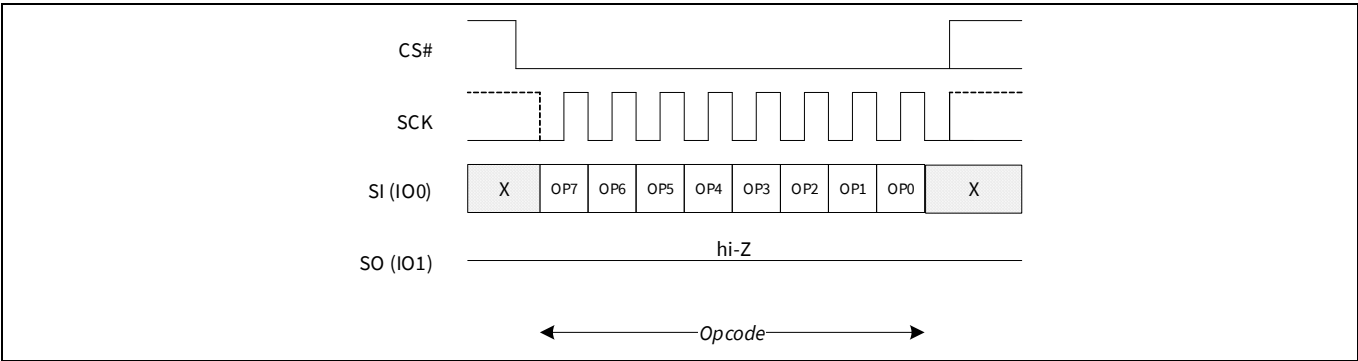 CS#
SCK
SI (IO0) X OP7 OP6 OP5 OP4 OP3 OP2 OP1 OP0 X
hi-Z
SO (IO1)
Opcode